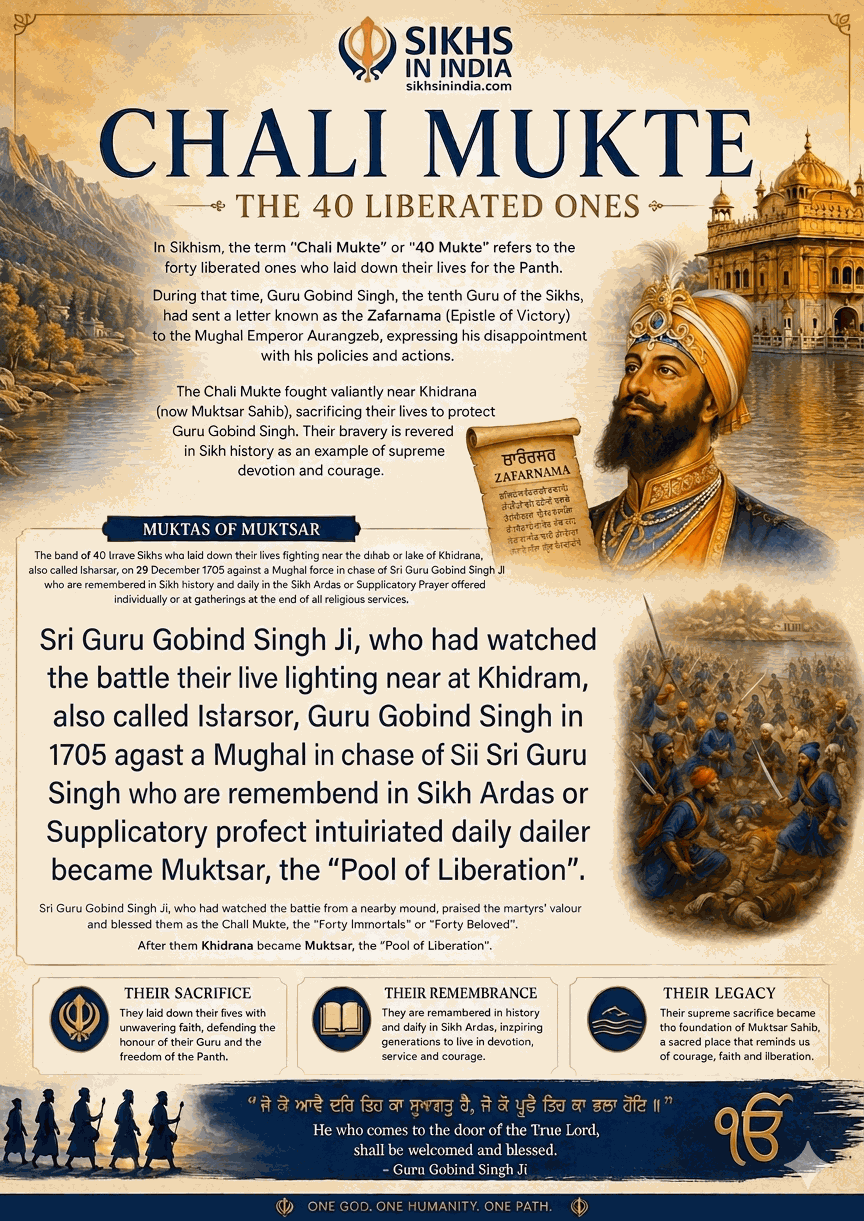 SIKHS
IN INDIA
sikhsinindia.com
CHALI MUKTE
THE 40 LIBERATED ONES
In Sikhism, the term "Chali Mukte" or "40 Mukte" refers to the
forty liberated ones who laid down their lives for the Panth.
During that time, Guru Gobind Singh, the tenth Guru of the Sikhs,
had sent a letter known as the Zafarnama (Epistle of Victory)
to the Mughal Emperor Aurangzeb, expressing his disappointment
with his policies and actions.
The Chali Mukte fought valiantly near Khidrana
(now Muktsar Sahib), sacrificing their lives to protect
Guru Gobind Singh. Their bravery is revered
in Sikh history as an example of supreme
devotion and courage.
ZAFARNAMA
MUKTAS OF MUKTSAR
The band of 40 Sikhs who laid down their lives fighting near the or lake of Khidrana,
also called Isharsar, on 29 December 1705 against a Mughal force in chase of Sri Guru Gobind Singh Ji
who are remembered in Sikh history and daily in the Sikh Ardas or Supplicatory Prayer offered
individually or at gatherings at the end of all religious services.
Sri Guru Gobind Singh Ji, who had watched
the battle their live lighting near at Khidram,
also called Istarsor, Guru Gobind Singh in
1705 agast a Mughal in chase of Sii Sri Guru
Singh who are remembend in Sikh Ardas or
Supplicatory profect intuiriated daily dailer
became Muktsar, the “Pool of Liberation”.
Sri Guru Gobind Singh Ji, who had watched the battle from a nearby mound, praised the martyrs' valour
and blessed them as the Chall Mukte, the "Forty Immortals" or "Forty Beloved".
After them Khidrana became Muktsar, the "Pool of Liberation".
THEIR SACRIFICE
They laid down their fives with
unwavering faith, defending the
honour of their Guru and the
freedom of the Panth.
THEIR REMEMBRANCE
They are remambered in history
and daify in Sikh Ardas, inzpiring
generations to live in devotion,
service and courage.
THEIR LEGACY
Their supreme sacrifice became
tho foundation of Muktsar Sahib,
a sacred place that reminds us
of courage, faith and ilberation.
“ ਜੋ ਕੇ ਆਵੈ ਦਰਿ ਤਿਹ ਕਾ ਹੈ, ਜੋ ਕੋ ਤਿਹ ਕਾ ਭਲਾ ॥ ”
He who comes to the door of the True Lord,
shall be welcomed and blessed.
– Guru Gobind Singh Ji
ੴ
ONE GOD. ONE HUMANITY. ONE PATH.